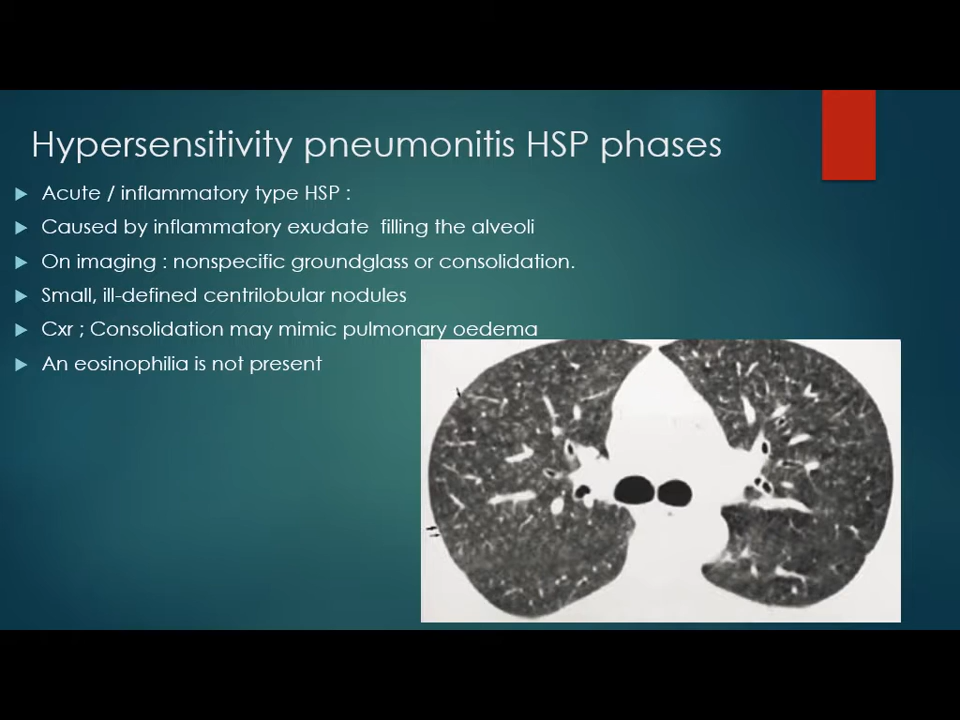 Hypersensitivity pneumonitis HSP phases
Acute / inflammatory type HSP :
Caused by inflammatory exudate filling the alveoli
On imaging : nonspecific groundglass or consolidation.
Small, ill-defined centrilobular nodules
Cxr ; Consolidation may mimic pulmonary oedema
An eosinophilia is not present